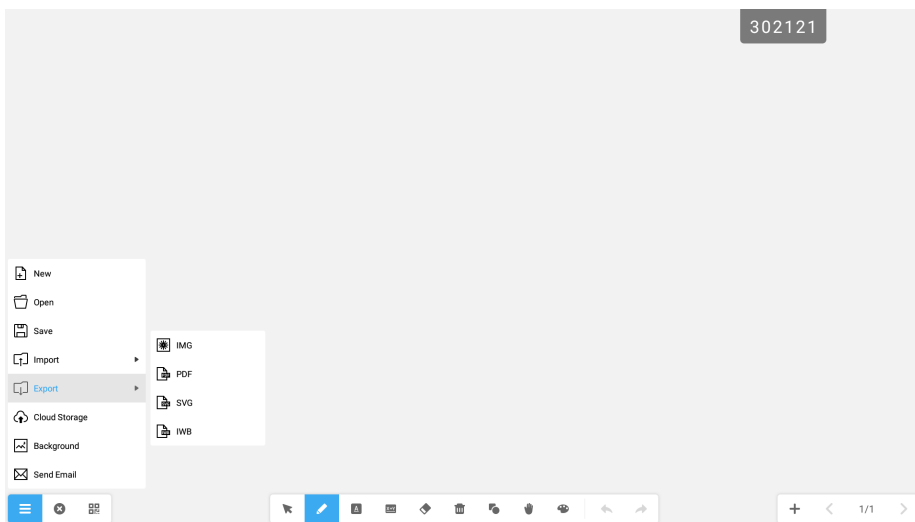 302121
New
Open
Save
Import
Export
Cloud Storage
Background
Send Email
IMG
PDF
SVG
IWB
1/1